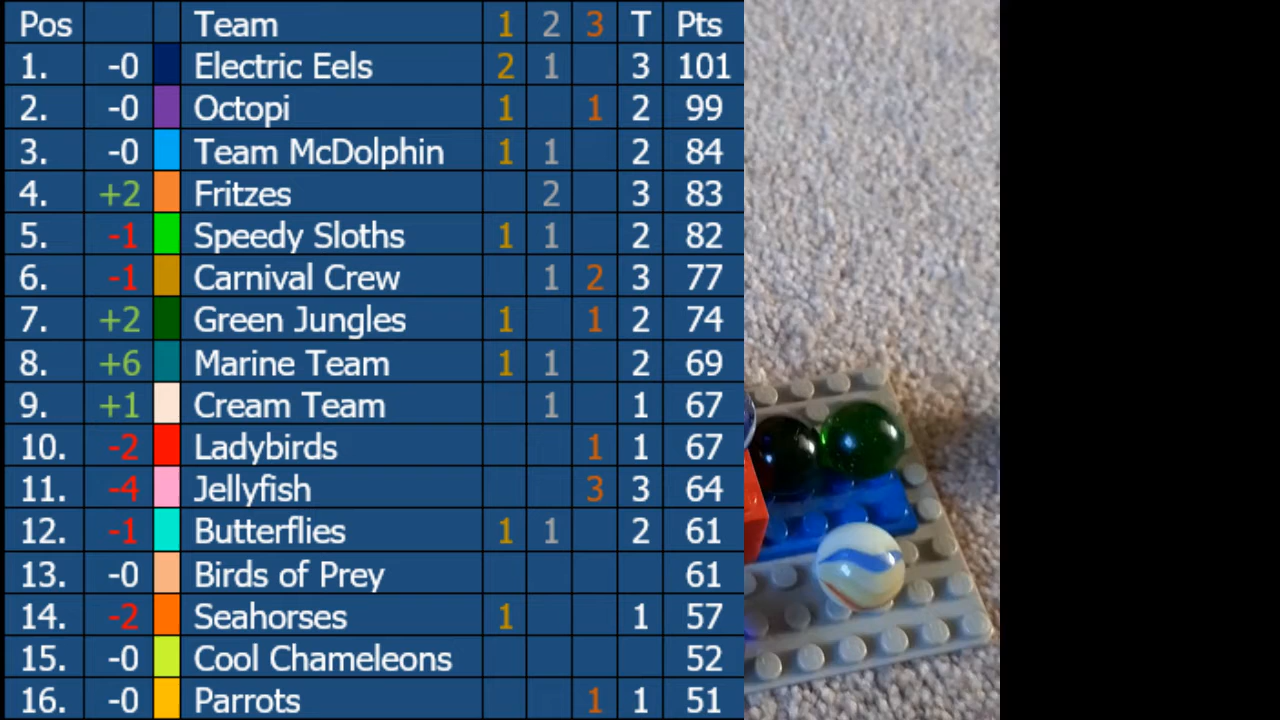 Pos Team 1 2 3 T Pts
1. -0 Electric Eels 2 1 3 101
2. -0 Octopi 1 1 2 99
3. -0 Team McDolphin 1 1 2 84
4. +2 Fritzes 2 3 83
5. -1 Speedy Sloths 1 1 2 82
6. -1 Carnival Crew 1 2 3 77
7. +2 Green Jungles 1 1 2 74
8. +6 Marine Team 1 1 2 69
9. +1 Cream Team 1 1 67
10. -2 Ladybirds 1 1 67
11. -4 Jellyfish 3 3 64
12. -1 Butterflies 1 1 2 61
13. -0 Birds of Prey 61
14. -2 Seahorses 1 1 57
15. -0 Cool Chameleons 52
16. -0 Parrots 1 1 51